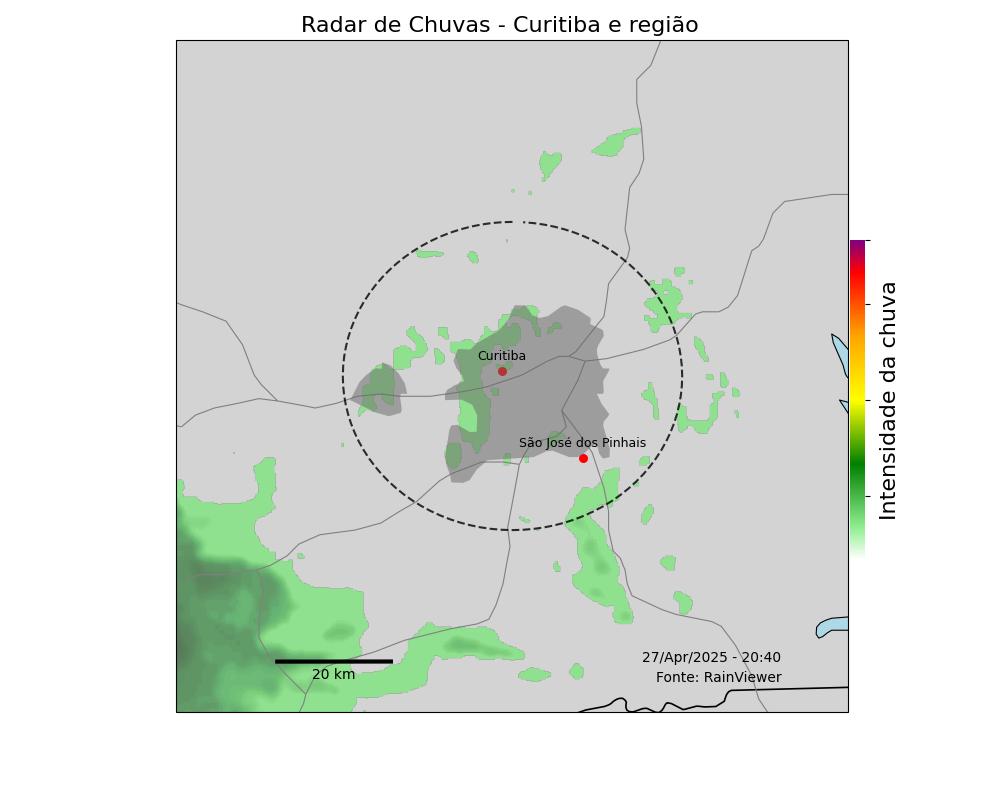 Radar de Chuvas - Curitiba e região
Curitiba
São José dos Pinhais
Intensidade da chuva
27/Apr/2025 - 20:40
20 km
Fonte: RainViewer